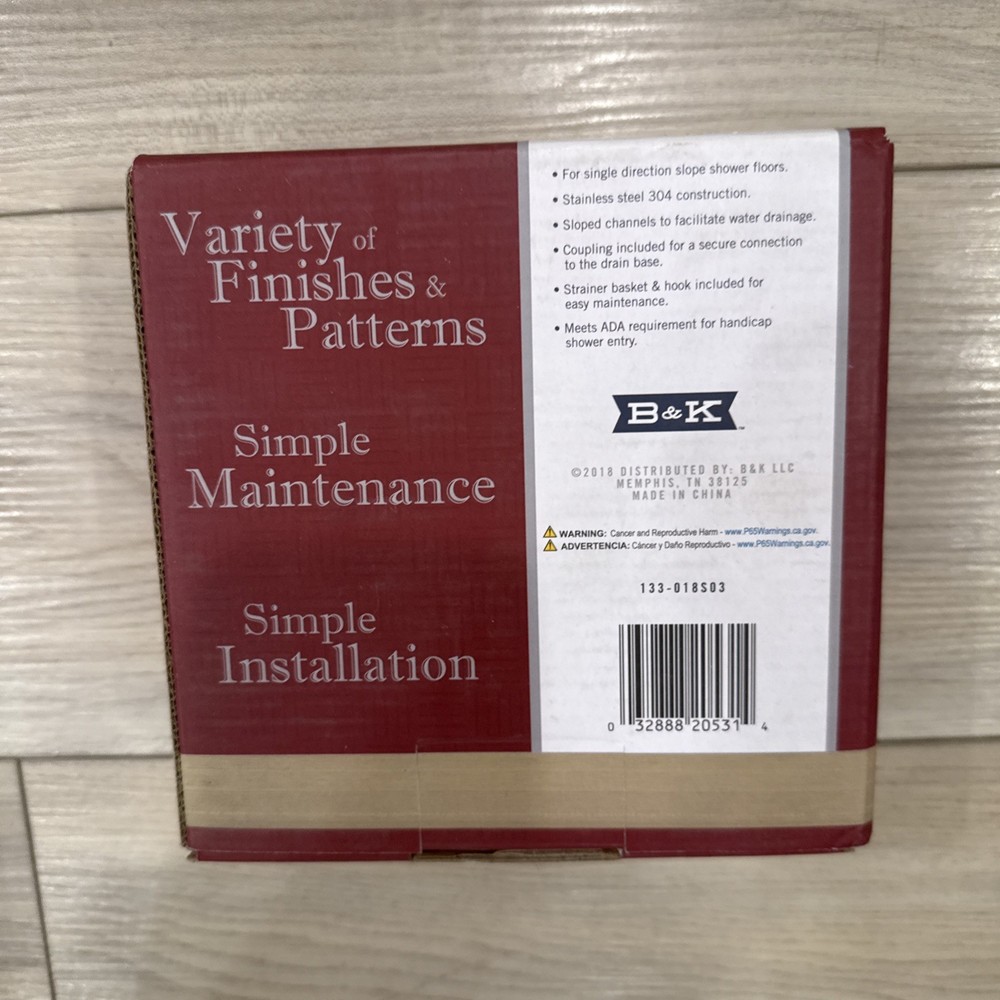 Variety of
Finishes &
Patterns
Simple
Maintenance
Simple
Installation
• For single direction slope shower floors.
• Stainless steel 304 construction.
• Sloped channels to facilitate water drainage.
• Coupling included for a secure connection
to the drain base.
• Strainer basket & hook included for
easy maintenance.
• Meets ADA requirement for handicap
shower entry.
B&K™
©2018 DISTRIBUTED BY: B&K LLC
MEMPHIS, TN 38125
MADE IN CHINA
WARNING: Cancer and Reproductive Harm - www.P65Warnings.ca.gov.
ADVERTENCIA: Cáncer y Daño Reproductivo - www.P65Warnings.ca.gov.
133-018S03
0 32888 20531 4